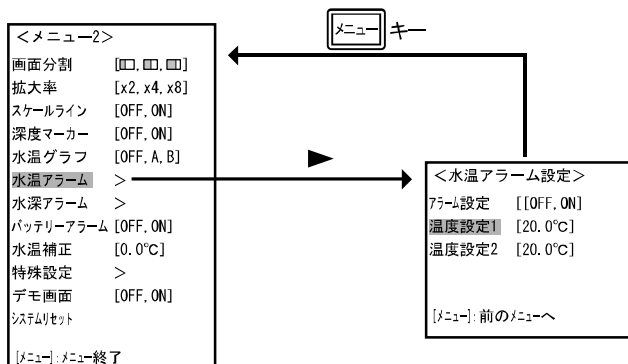 メニュー キー
<メニュー2>
画面分割 [, , ]
拡大率 [x2, x4, x8]
スケールライン [OFF, ON]
深度マーカー [OFF, ON]
水温グラフ [OFF, A, B]
水温アラーム >
水深アラーム >
バッテリーアラーム [OFF, ON]
水温補正 [0.0℃]
特殊設定 >
デモ画面 [OFF, ON]
システムリセット
[メニュー]:メニュー終了
<水温アラーム設定>
アラーム設定 [[OFF, ON]
温度設定1 [20.0℃]
温度設定2 [20.0℃]
[メニュー]:前のメニューへ